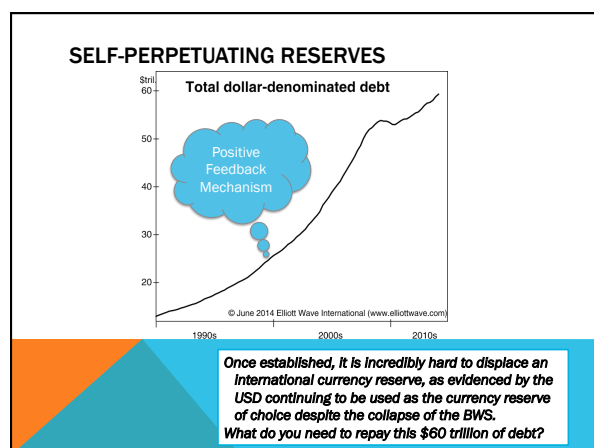 SELF-PERPETUATING RESERVES
$tril.
Total dollar-denominated debt
60
50
40
30
20
Positive
Feedback
Mechanism
© June 2014 Elliott Wave International (www.elliottwave.com)
1990s 2000s 2010s
Once established, it is incredibly hard to displace an
international currency reserve, as evidenced by the
USD continuing to be used as the currency reserve
of choice despite the collapse of the BWS.
What do you need to repay this $60 trillion of debt?